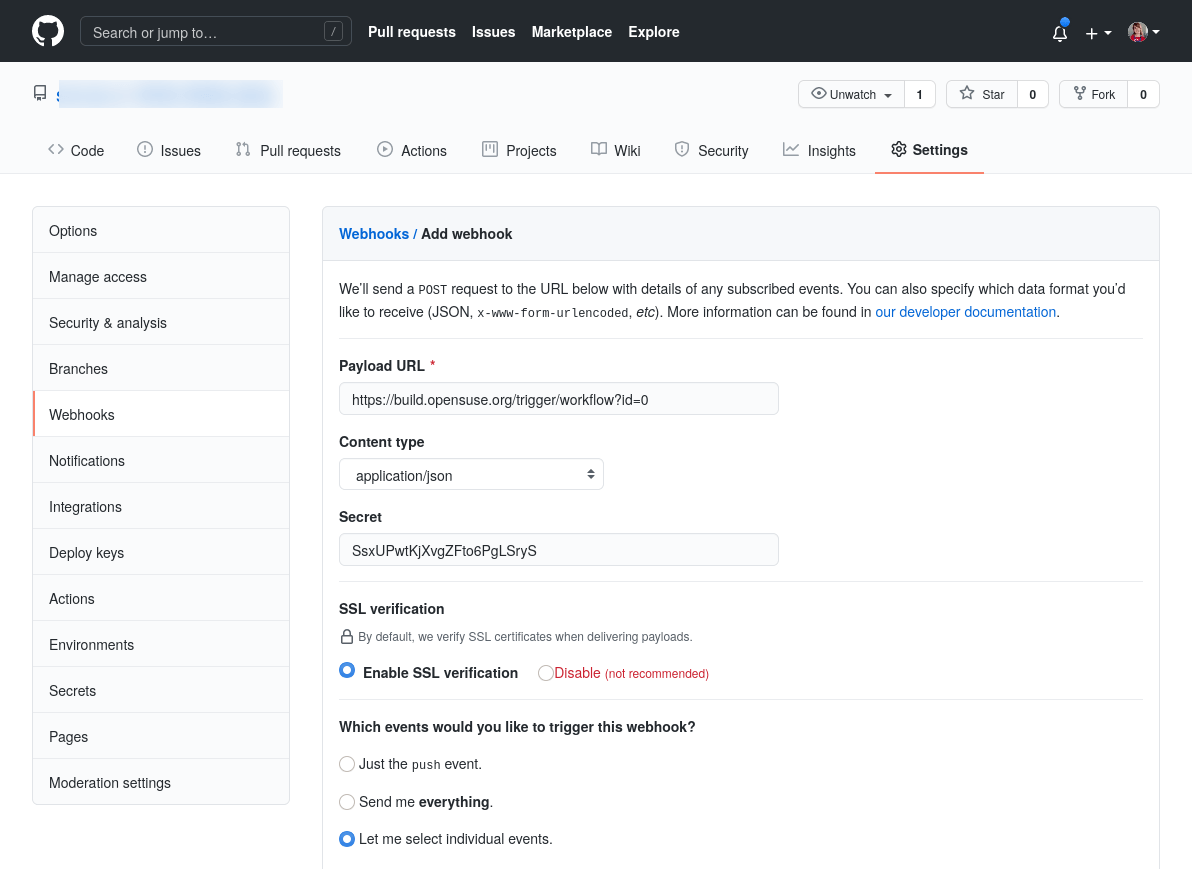 Search or jump to… /
Pull requests Issues Marketplace Explore
Unwatch 1 Star 0 Fork 0
Code Issues Pull requests Actions Projects Wiki Security Insights Settings
Options
Manage access
Security & analysis
Branches
Webhooks
Notifications
Integrations
Deploy keys
Actions
Environments
Secrets
Pages
Moderation settings
Webhooks / Add webhook
We’ll send a POST request to the URL below with details of any subscribed events. You can also specify which data format you’d
like to receive (JSON, x-www-form-urlencoded, etc). More information can be found in our developer documentation.
Payload URL *
https://build.opensuse.org/trigger/workflow?id=0
Content type
application/json
Secret
SsxUPwtKjXvgZFto6PgLSryS
SSL verification
By default, we verify SSL certificates when delivering payloads.
Enable SSL verification Disable (not recommended)
Which events would you like to trigger this webhook?
Just the push event.
Send me everything.
Let me select individual events.